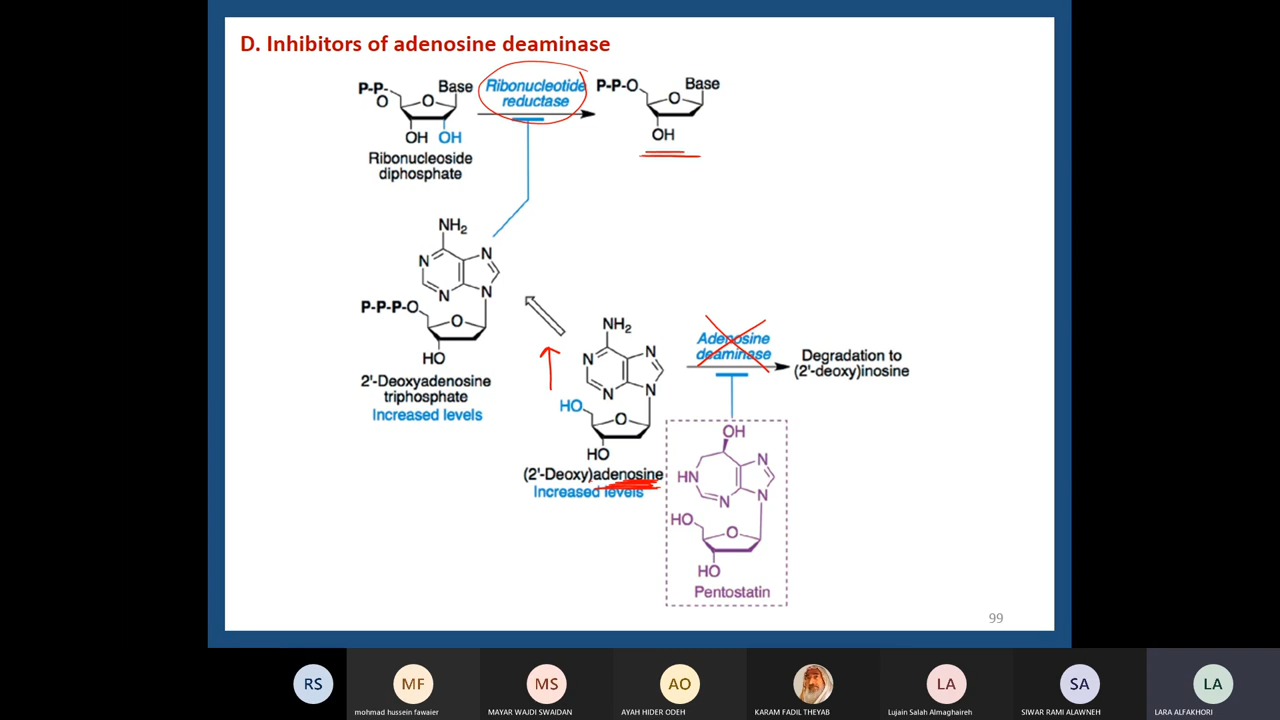 D. Inhibitors of adenosine deaminase
P-P-
O
O
Base
OH
OH
Ribonucleoside
diphosphate
Ribonucleotide
reductase
P-P-O
O
Base
OH
NH2
N
N
N
N
P-P-P-O
O
HO
2'-Deoxyadenosine
triphosphate
Increased levels
NH2
N
N
N
N
HO
O
HO
(2'-Deoxy)adenosine
Increased levels
Adenosine
deaminase
Degradation to
(2'-deoxy)inosine
OH
HN
N
N
N
HO
O
HO
Pentostatin
99
RS
MF
mohmad hussein fawaier
MS
MAYAR WAJDI SWAIDAN
AO
AYAH HIDER ODEH
KARAM FADIL THEYAB
LA
Lujain Salah Almaghaireh
SA
SIWAR RAMI ALAWNEH
LA
LARA ALFAKHORI